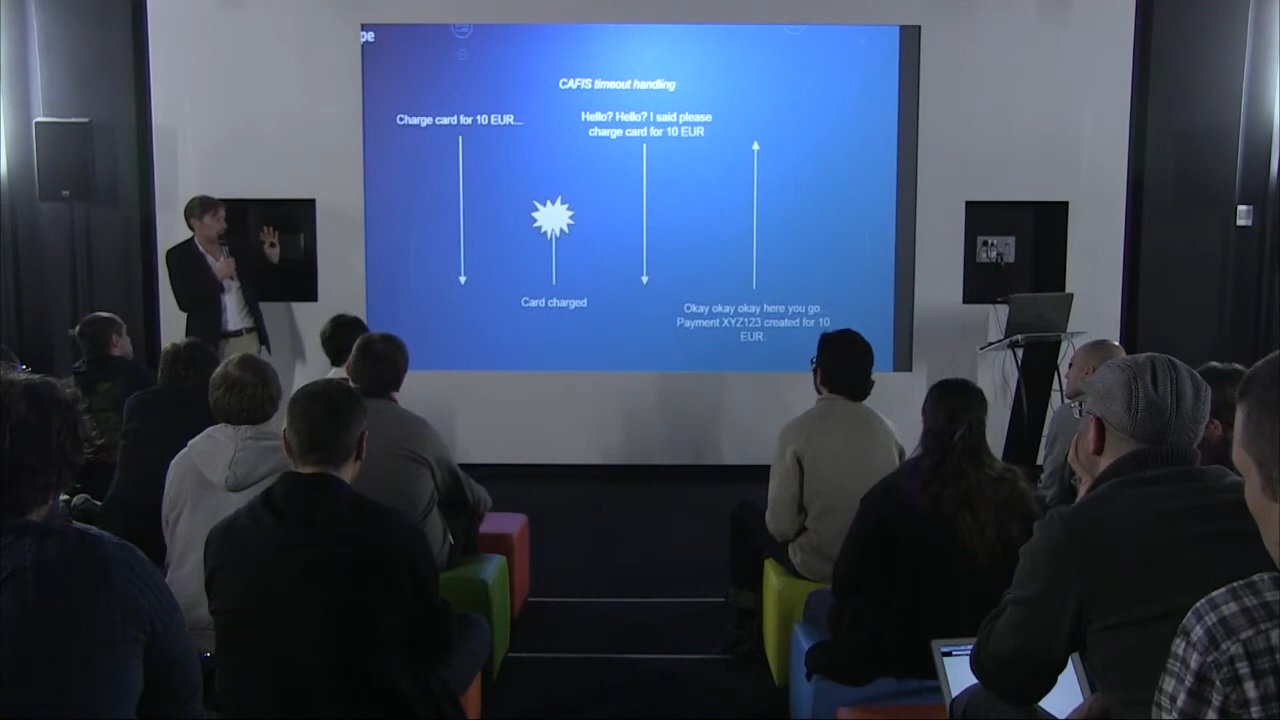 pe
CAFIS timeout handling
Charge card for 10 EUR...
Hello? Hello? I said please
charge card for 10 EUR
Card charged
Okay okay okay here you go.
Payment XYZ123 created for 10
EUR.